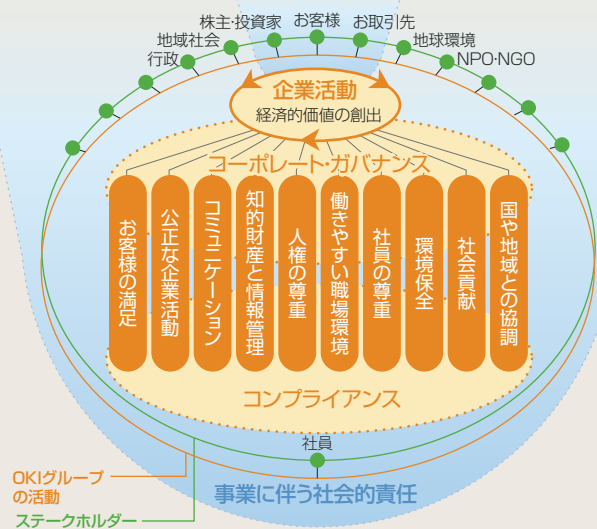 お客様
株主・投資家
お取引先
地域社会
地球環境
行政
NPO・NGO
企業活動
経済的価値の創出
コーポレート・ガバナンス
お客様の満足
公正な企業活動
コミュニケーション
知的財産と情報管理
人権の尊重
働きやすい職場環境
社員の尊重
環境保全
社会貢献
国や地域との協調
コンプライアンス
社員
OKIグループ
の活動
事業に伴う社会的責任
ステークホルダー